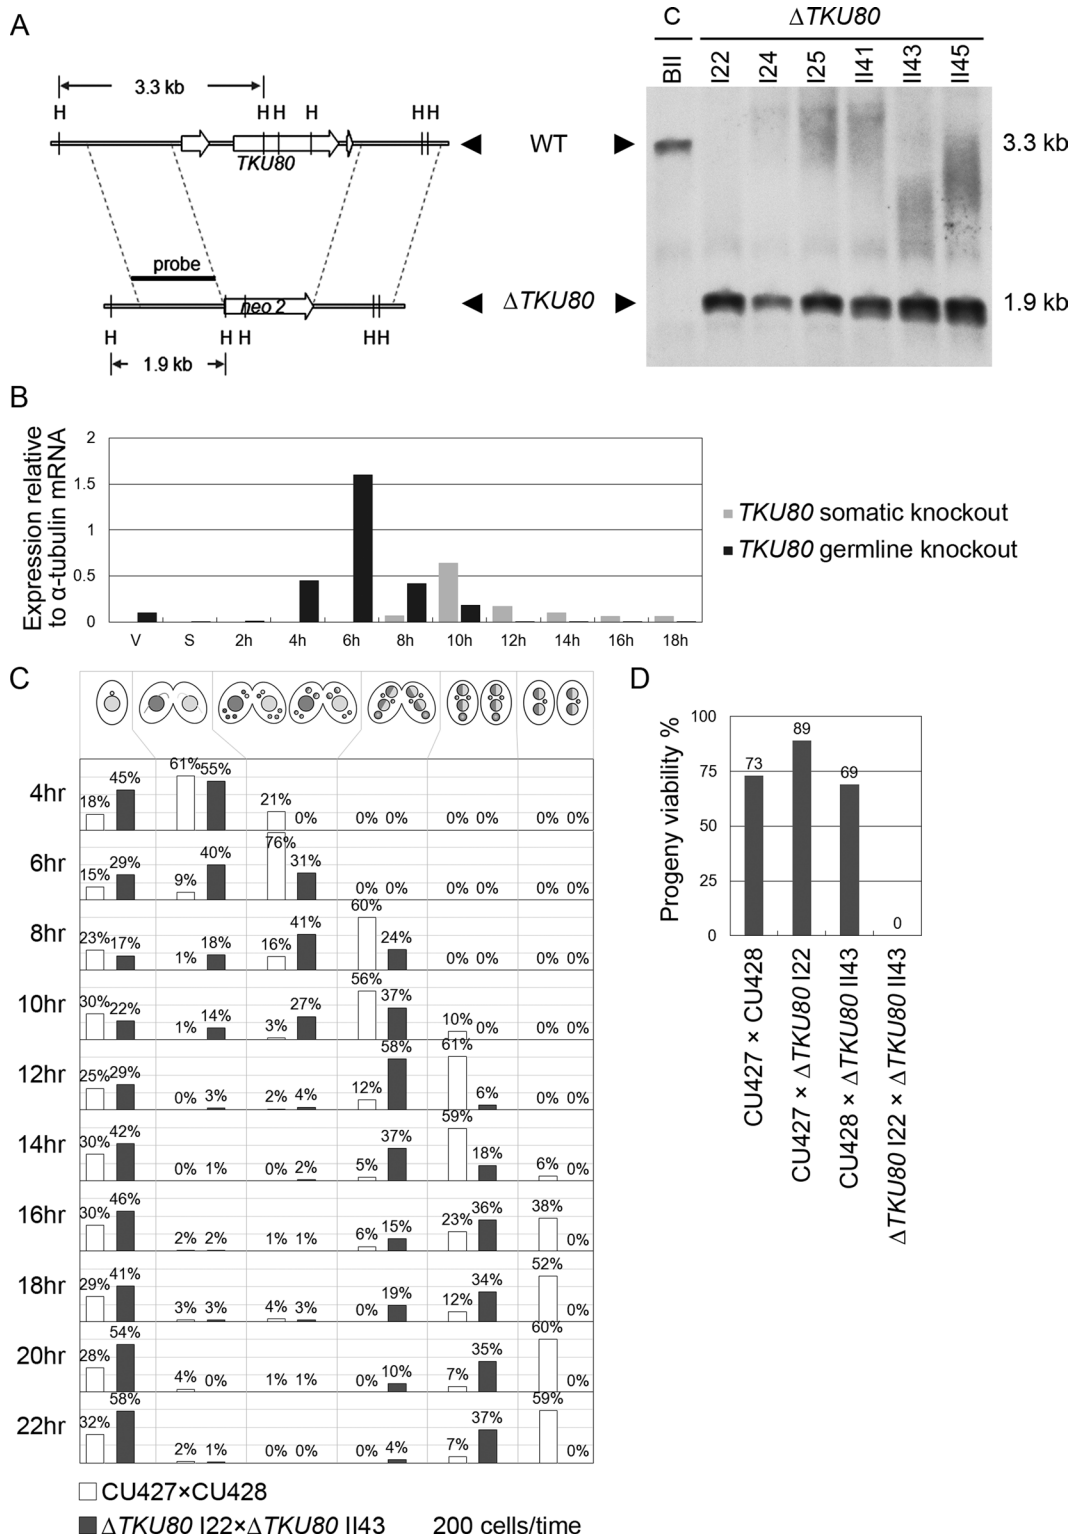 A
3.3 kb
H
H H H
H H
TKU80
WT
probe
neo 2
ΔTKU80
H
H H
HH
1.9 kb
C
ΔTKU80
BII
I22
I24
I25
II41
II43
II45
3.3 kb
1.9 kb
B
Expression relative
to α-tubulin mRNA
2
1.5
1
0.5
0
V S 2h 4h 6h 8h 10h 12h 14h 16h 18h
TKU80 somatic knockout
TKU80 germline knockout
C
4hr
18% 45% 61% 55% 21% 0% 0% 0% 0% 0% 0% 0%
6hr
15% 29% 9% 40% 76% 31% 0% 0% 0% 0% 0% 0%
8hr
23% 17% 1% 18% 16% 41% 60% 24% 0% 0% 0% 0%
10hr
30% 22% 1% 14% 3% 27% 56% 37% 10% 0% 0% 0%
12hr
25% 29% 0% 3% 2% 4% 12% 58% 61% 6% 0% 0%
14hr
30% 42% 0% 1% 0% 2% 5% 37% 59% 18% 6% 0%
16hr
30% 46% 2% 2% 1% 1% 6% 15% 23% 36% 38% 0%
18hr
29% 41% 3% 3% 4% 3% 0% 19% 12% 34% 52% 0%
20hr
28% 54% 4% 0% 1% 1% 0% 10% 7% 35% 60% 0%
22hr
32% 58% 2% 1% 0% 0% 0% 4% 7% 37% 59% 0%
CU427×CU428
ΔTKU80 I22×ΔTKU80 II43 200 cells/time
D
Progeny viability %
100
75
50
25
0
73
89
69
0
CU427 × CU428
CU427 × ΔTKU80 I22
CU428 × ΔTKU80 II43
ΔTKU80 I22 × ΔTKU80 II43